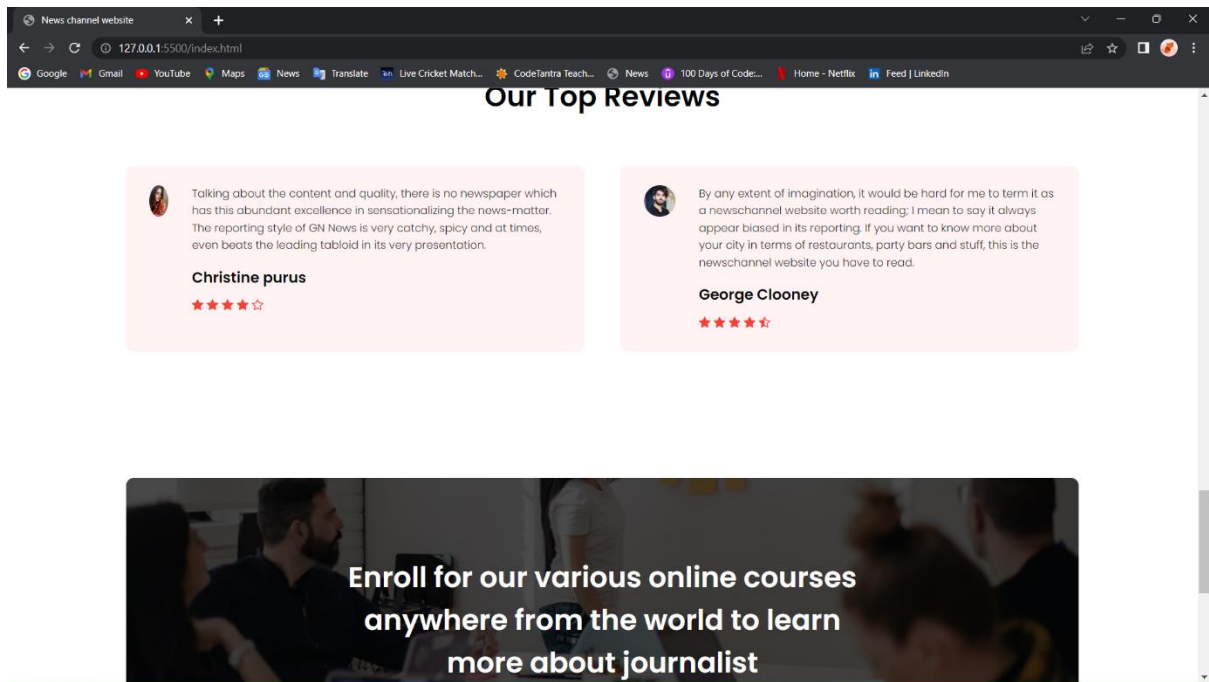 News channel website
127.0.0.1:5500/index.html
Google Gmail YouTube Maps News Translate Live Cricket Match... CodeTantra Teach... News 100 Days of Code:... Home - Netflix Feed | LinkedIn
Our Top Reviews
Talking about the content and quality, there is no newspaper which
has this abundant excellence in sensationalizing the news-matter.
The reporting style of GN News is very catchy, spicy and at times,
even beats the leading tabloid in its very presentation.
Christine purus
By any extent of imagination, it would be hard for me to term it as
a newschannel website worth reading; I mean to say it always
appear biased in its reporting. If you want to know more about
your city in terms of restaurants, party bars and stuff, this is the
newschannel website you have to read.
George Clooney
Enroll for our various online courses
anywhere from the world to learn
more about journalist